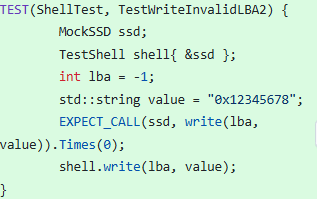 TEST(ShellTest, TestWriteInvalidLBA2) {
        MockSSD ssd;
        TestShell shell{ &ssd };
        int lba = -1;
        std::string value = "0x12345678";
        EXPECT_CALL(ssd, write(lba,
value)).Times(0);
        shell.write(lba, value);
}